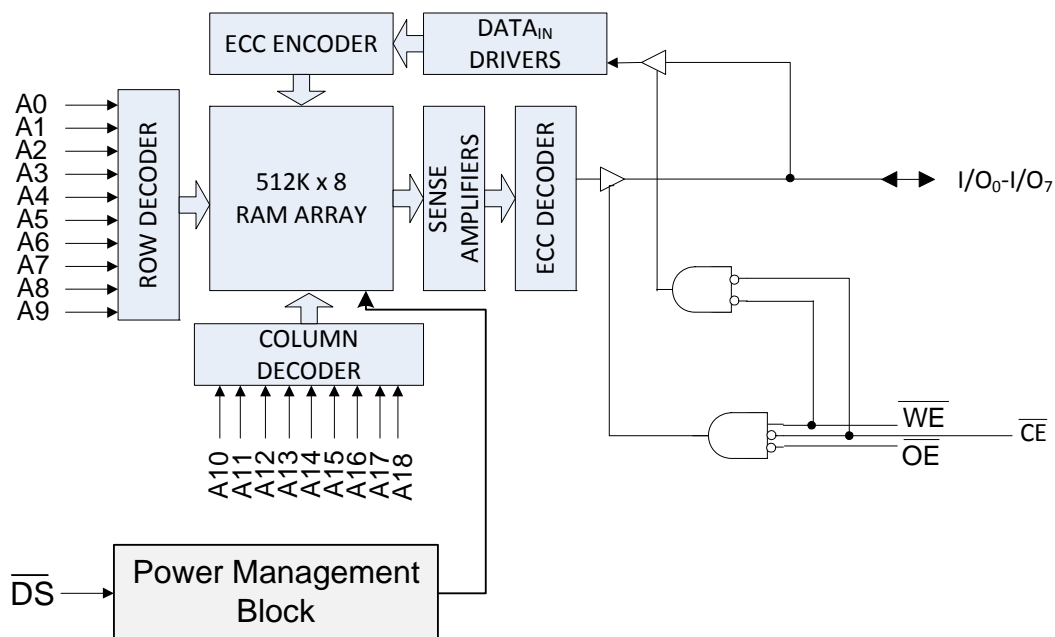 ECC ENCODER
DATAIN
DRIVERS
A0
A1
A2
A3
A4
A5
A6
A7
A8
A9
ROW DECODER
512K x 8
RAM ARRAY
SENSE
AMPLIFIERS
ECC DECODER
I/O0-I/O7
COLUMN
DECODER
A10
A11
A12
A13
A14
A15
A16
A17
A18
WE
CE
OE
DS
Power Management
Block